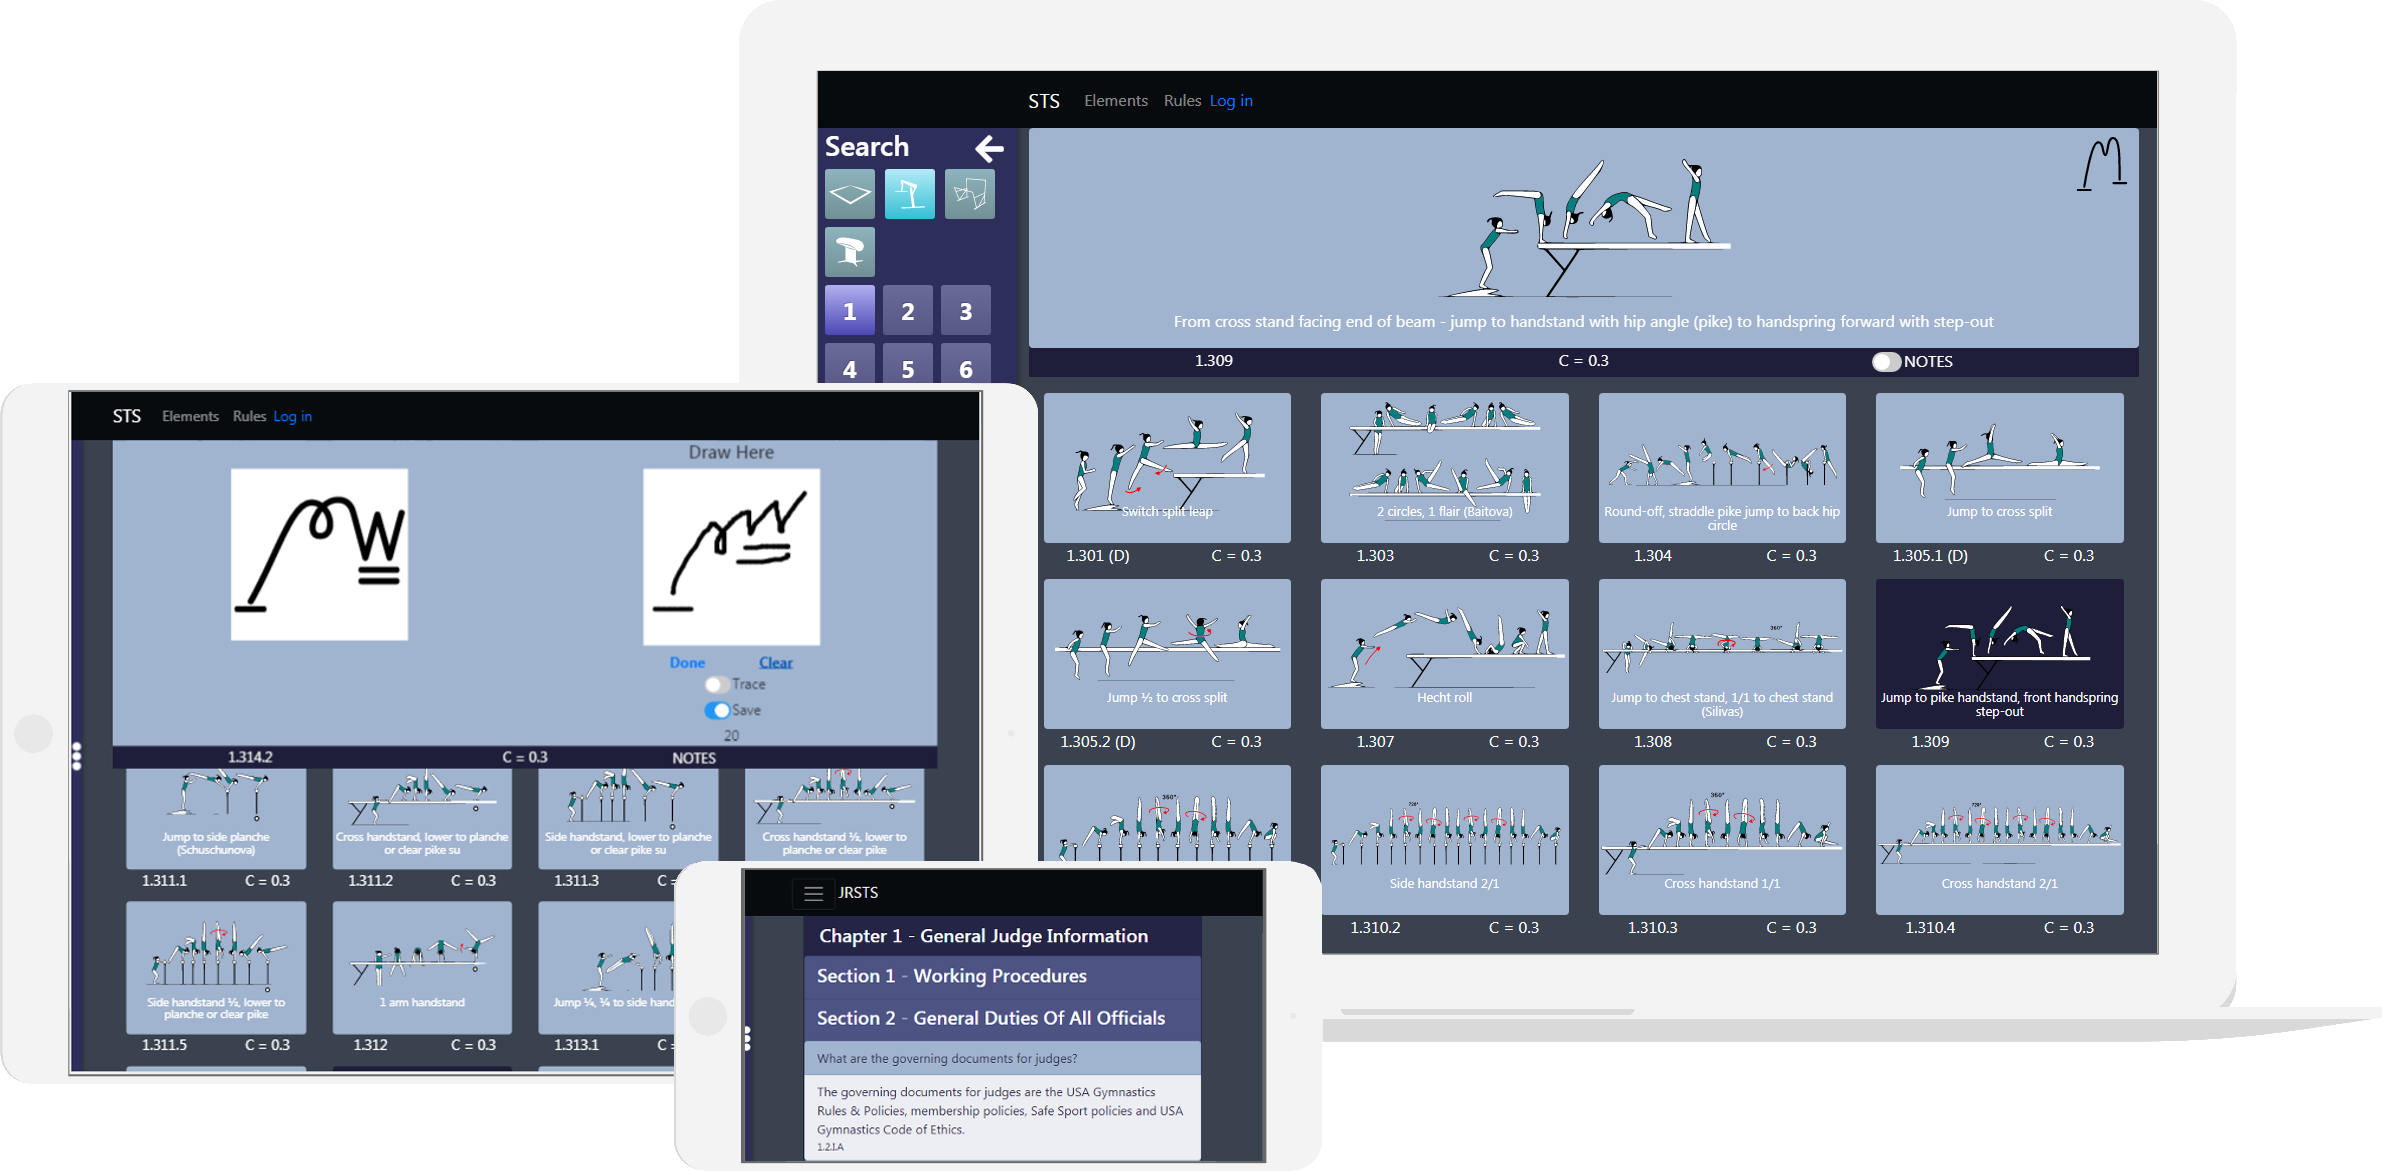 STS Elements Rules Log in
Search
1 2 3
4 5 6
From cross stand facing end of beam - jump to handstand with hip angle (pike) to handspring forward with step-out
1.309 C = 0.3 NOTES
Switch split leap
1.301 (D) C = 0.3
2 circles, 1 flair (Baitova)
1.303 C = 0.3
Round-off, straddle pike jump to back hip
circle
1.304 C = 0.3
Jump to cross split
1.305.1 (D) C = 0.3
Jump ½ to cross split
1.305.2 (D) C = 0.3
Hecht roll
1.307 C = 0.3
360°
Jump to chest stand, 1/1 to chest stand
(Silivas)
1.308 C = 0.3
Jump to pike handstand, front handspring
step-out
1.309 C = 0.3
360°
720°
Side handstand 2/1
1.310.2 C = 0.3
360°
Cross handstand 1/1
1.310.3 C = 0.3
720°
Cross handstand 2/1
1.310.4 C = 0.3
STS Elements Rules Log in
Draw Here
Done Clear
Trace
Save
20
1.314.2 C = 0.3 NOTES
Jump to side planche
(Schuschunova)
1.311.1 C = 0.3
Cross handstand, lower to planche
or clear pike su
1.311.2 C = 0.3
Side handstand, lower to planche
or clear pike su
1.311.3 C =
Cross handstand ½, lower to
planche or clear pike
Side handstand ½, lower to
planche or clear pike
1.311.5 C = 0.3
1 arm handstand
1.312 C = 0.3
Jump ¼, ¼ to side hand
1.313.1 C =
JRSTS
Chapter 1 - General Judge Information
Section 1 - Working Procedures
Section 2 - General Duties Of All Officials
What are the governing documents for judges?
The governing documents for judges are the USA Gymnastics
Rules & Policies, membership policies, Safe Sport policies and USA
Gymnastics Code of Ethics.
1.2.I.A